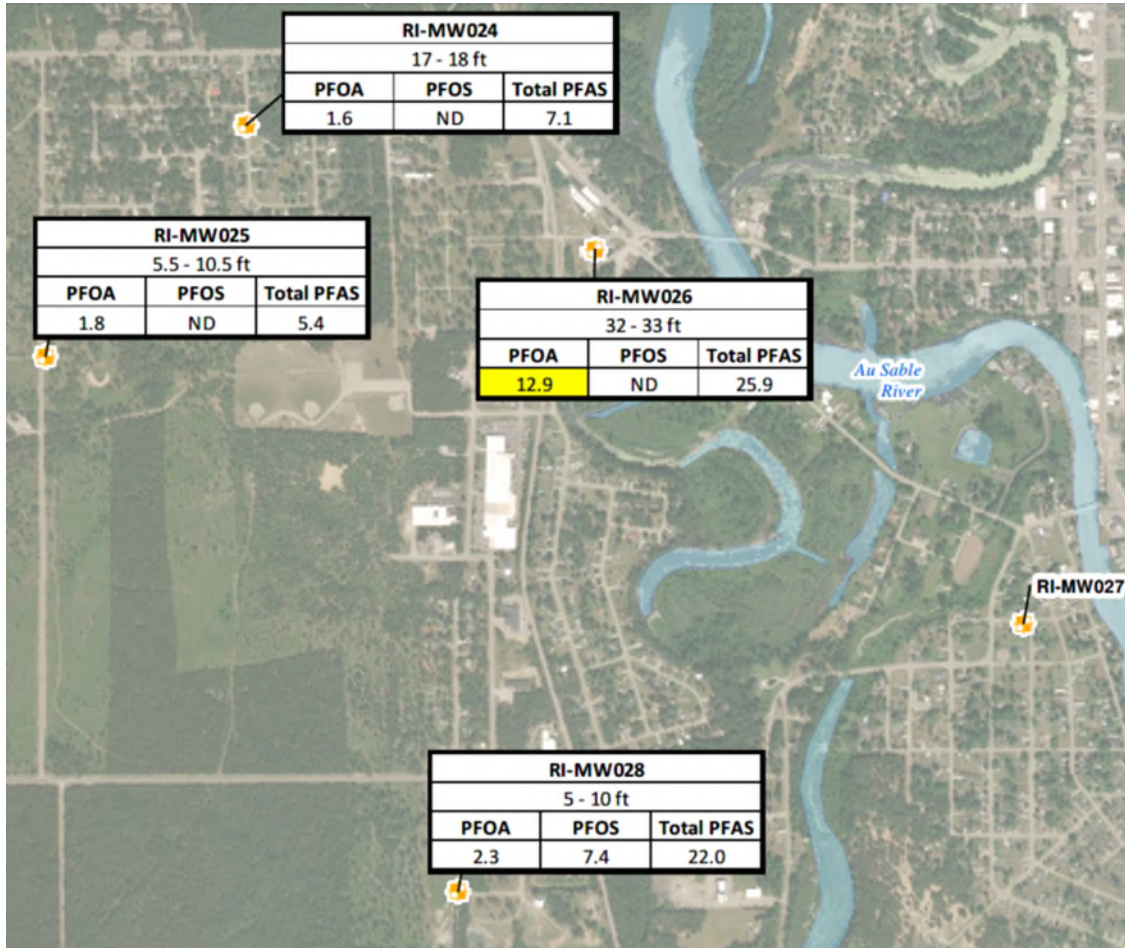 RI-MW024
17 - 18 ft
PFOA PFOS Total PFAS
1.6 ND 7.1
RI-MW025
5.5 - 10.5 ft
PFOA PFOS Total PFAS
1.8 ND 5.4
RI-MW026
32 - 33 ft
PFOA PFOS Total PFAS
12.9 ND 25.9
Au Sable
River
RI-MW027
RI-MW028
5 - 10 ft
PFOA PFOS Total PFAS
2.3 7.4 22.0